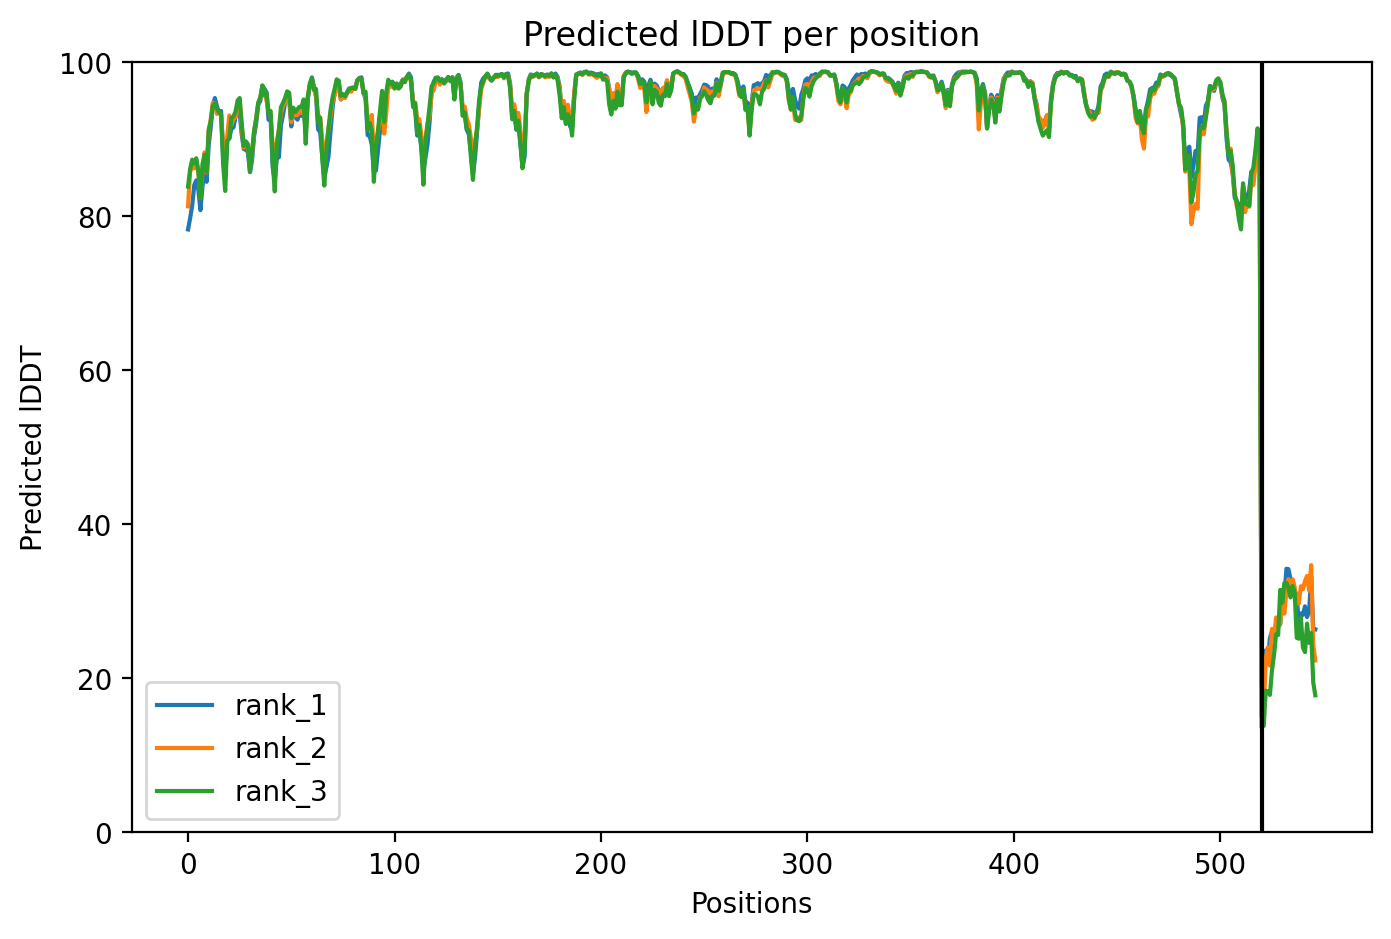 Predicted lDDT per position
100
80
60
40
20
0
Predicted lDDT
rank_1
rank_2
rank_3
0 100 200 300 400 500
Positions